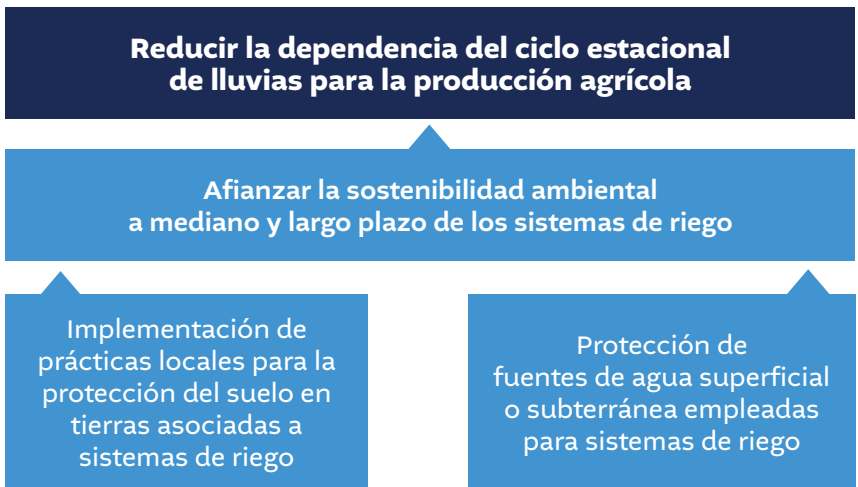 Reducir la dependencia del ciclo estacional
de lluvias para la producción agrícola
Afianzar la sostenibilidad ambiental
a mediano y largo plazo de los sistemas de riego
Implementación de
prácticas locales para la
protección del suelo en
tierras asociadas a
sistemas de riego
Protección de
fuentes de agua superficial
o subterránea empleadas
para sistemas de riego